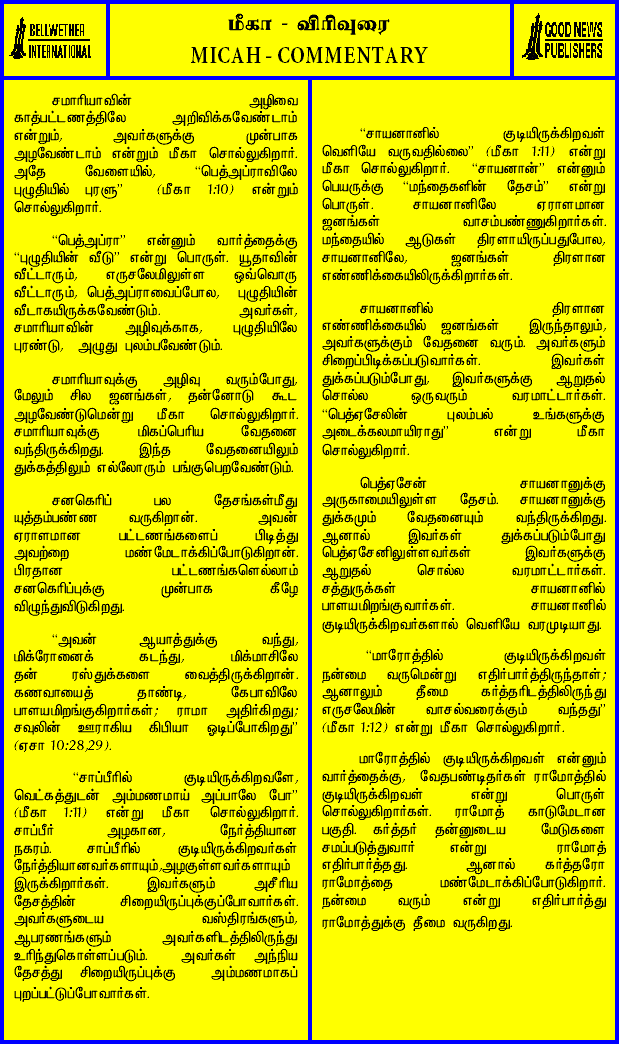 BELLWETHER
INTERNATIONAL
மீகா - விரிவுரை
MICAH - COMMENTARY
GOOD NEWS
PUBLISHERS
சமாரியாவின் அழிவை
காத்பட்டணத்திலே அறிவிக்கவேண்டாம்
என்றும், அவர்களுக்கு முன்பாக
அழவேண்டாம் என்றும் மீகா சொல்லுகிறார்.
அதே வேளையில், “பெத்அப்ராவிலே
புழுதியில் புரளு” (மீகா 1:10) என்றும்
சொல்லுகிறார்.
“பெத்அப்ரா” என்னும் வார்த்தைக்கு
“புழுதியின் வீடு” என்று பொருள். யூதாவின்
வீட்டாரும், எருசலேமிலுள்ள ஒவ்வொரு
வீட்டாரும், பெத்அப்ராவைப்போல, புழுதியின்
வீடாகயிருக்கவேண்டும். அவர்கள்,
சமாரியாவின் அழிவுக்காக, புழுதியிலே
புரண்டு, அழுது புலம்பவேண்டும்.
சமாரியாவுக்கு அழிவு வரும்போது,
மேலும் சில ஜனங்கள், தன்னோடு கூட
அழவேண்டுமென்று மீகா சொல்லுகிறார்.
சமாரியாவுக்கு மிகப்பெரிய வேதனை
வந்திருக்கிறது. இந்த வேதனையிலும்
துக்கத்திலும் எல்லோரும் பங்குபெறவேண்டும்.
சனகெரிப் பல தேசங்கள்மீது
யுத்தம்பண்ண வருகிறான். அவன்
ஏராளமான பட்டணங்களைப் பிடித்து
அவற்றை மண்மேடாக்கிப்போடுகிறான்.
பிரதான பட்டணங்களெல்லாம்
சனகெரிப்புக்கு முன்பாக கீழே
விழுந்துவிடுகிறது.
“அவன் ஆயாத்துக்கு வந்து,
மிக்ரோனைக் கடந்து, மிக்மாசிலே
தன் ரஸ்துக்களை வைத்திருக்கிறான்.
கணவாயைத் தாண்டி, கேபாவிலே
பாளயமிறங்குகிறார்கள்; ராமா அதிர்கிறது;
சவுலின் ஊராகிய கிபியா ஓடிப்போகிறது”
(ஏசா 10:28,29).
“சாப்பீரில் குடியிருக்கிறவளே,
வெட்கத்துடன் அம்மணமாய் அப்பாலே போ”
(மீகா 1:11) என்று மீகா சொல்லுகிறார்.
சாப்பீர் அழகான, நேர்த்தியான
நகரம். சாப்பீரில் குடியிருக்கிறவர்கள்
நேர்த்தியானவர்களாயும்,அழகுள்ளவர்களாயும்
இருக்கிறார்கள். இவர்களும் அசீரிய
தேசத்தின் சிறையிருப்புக்குப்போவார்கள்.
அவர்களுடைய வஸ்திரங்களும்,
ஆபரணங்களும் அவர்களிடத்திலிருந்து
உரிந்துகொள்ளப்படும். அவர்கள் அந்நிய
தேசத்து சிறையிருப்புக்கு அம்மணமாகப்
புறப்பட்டுப்போவார்கள்.
“சாயனானில் குடியிருக்கிறவள்
வெளியே வருவதில்லை” (மீகா 1:11) என்று
மீகா சொல்லுகிறார். “சாயனான்” என்னும்
பெயருக்கு “மந்தைகளின் தேசம்” என்று
பொருள். சாயனானிலே ஏராளமான
ஜனங்கள் வாசம்பண்ணுகிறார்கள்.
மந்தையில் ஆடுகள் திரளாயிருப்பதுபோல,
சாயனானிலே, ஜனங்கள் திரளான
எண்ணிக்கையிலிருக்கிறார்கள்.
சாயனானில் திரளான
எண்ணிக்கையில் ஜனங்கள் இருந்தாலும்,
அவர்களுக்கும் வேதனை வரும். அவர்களும்
சிறைப்பிடிக்கப்படுவார்கள். இவர்கள்
துக்கப்படும்போது, இவர்களுக்கு ஆறுதல்
சொல்ல ஒருவரும் வரமாட்டார்கள்.
“பெத்ஏசேலின் புலம்பல் உங்களுக்கு
அடைக்கலமாயிராது” என்று மீகா
சொல்லுகிறார்.
பெத்ஏசேன் சாயனானுக்கு
அருகாமையிலுள்ள தேசம். சாயனானுக்கு
துக்கமும் வேதனையும் வந்திருக்கிறது.
ஆனால் இவர்கள் துக்கப்படும்போது
பெத்ஏசேனிலுள்ளவர்கள் இவர்களுக்கு
ஆறுதல் சொல்ல வரமாட்டார்கள்.
சத்துருக்கள் சாயனானில்
பாளயமிறங்குவார்கள். சாயனானில்
குடியிருக்கிறவர்களால் வெளியே வரமுடியாது.
“மாரோத்தில் குடியிருக்கிறவள்
நன்மை வருமென்று எதிர்பார்த்திருந்தாள்;
ஆனாலும் தீமை கர்த்தரிடத்திலிருந்து
எருசலேமின் வாசல்வரைக்கும் வந்தது”
(மீகா 1:12) என்று மீகா சொல்லுகிறார்.
மாரோத்தில் குடியிருக்கிறவள் என்னும்
வார்த்தைக்கு, வேதபண்டிதர்கள் ராமோத்தில்
குடியிருக்கிறவள் என்று பொருள்
சொல்லுகிறார்கள். ராமோத் காடுமேடான
பகுதி. கர்த்தர் தன்னுடைய மேடுகளை
சமப்படுத்துவார் என்று ராமோத்
எதிர்பார்த்தது. ஆனால் கர்த்தரோ
ராமோத்தை மண்மேடாக்கிப்போடுகிறார்.
நன்மை வரும் என்று எதிர்பார்த்து
ராமோத்துக்கு தீமை வருகிறது.